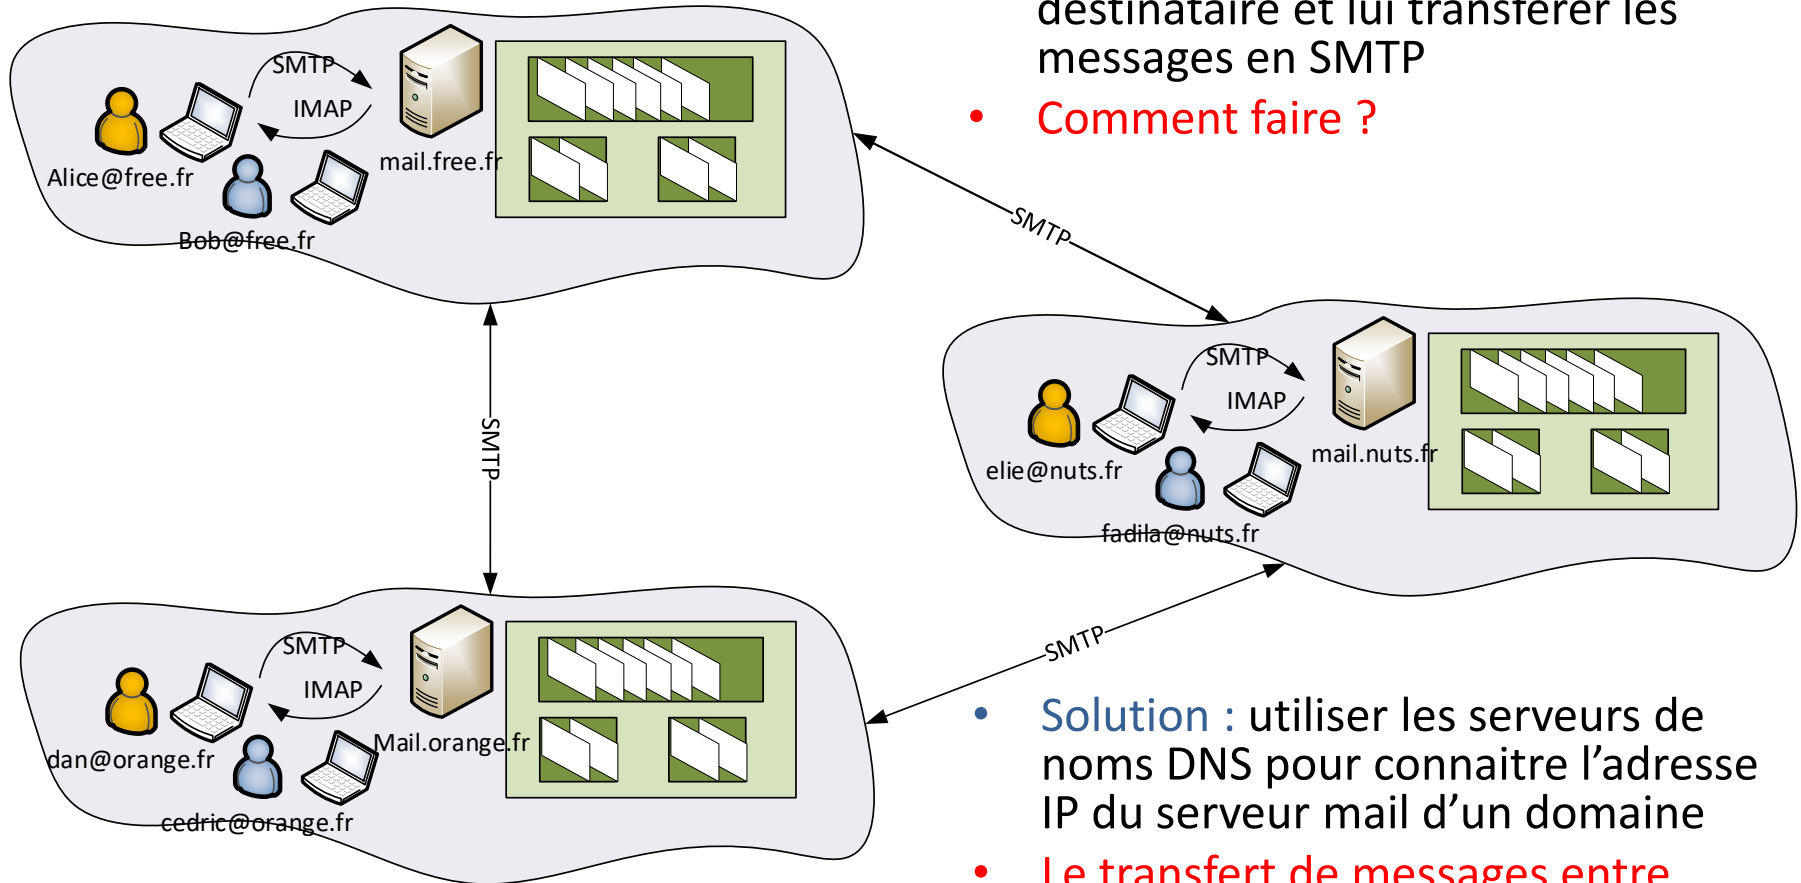 destinataire et lui transférer les
messages en SMTP
• Comment faire ?
SMTP
IMAP
mail.free.fr
Alice@free.fr
Bob@free.fr
SMTP
SMTP
SMTP
IMAP
mail.nuts.fr
elie@nuts.fr
fadila@nuts.fr
SMTP
SMTP
IMAP
Mail.orange.fr
dan@orange.fr
cedric@orange.fr
• Solution : utiliser les serveurs de
noms DNS pour connaitre l’adresse
IP du serveur mail d’un domaine
• Le transfert de messages entre